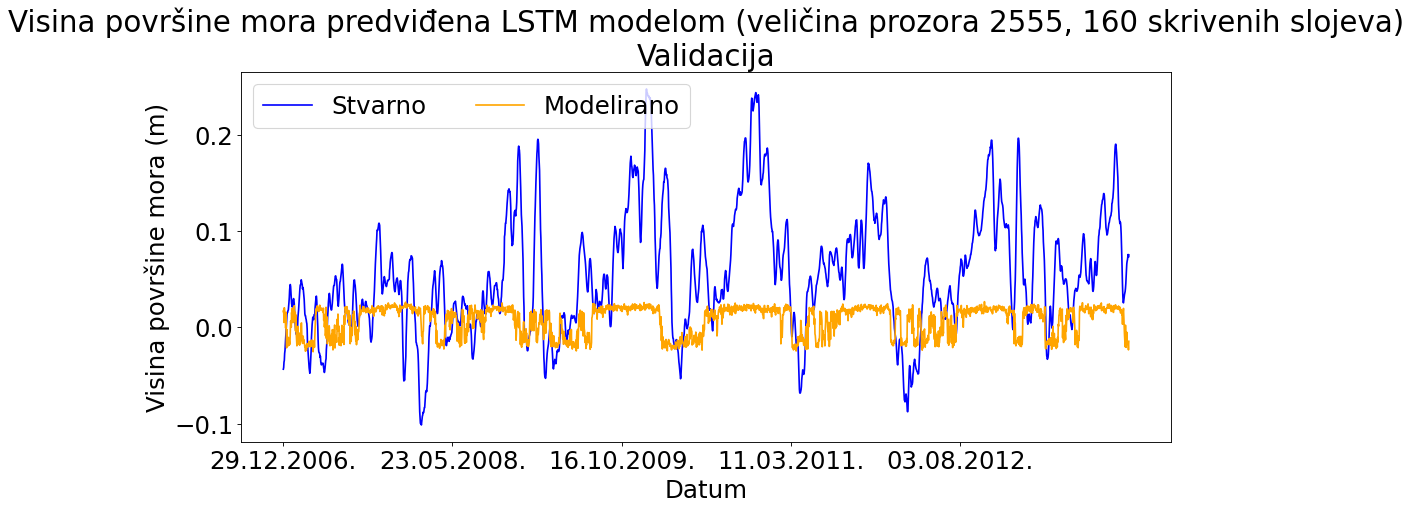 Visina površine mora predviđena LSTM modelom (veličina prozora 2555, 160 skrivenih slojeva)
Validacija
Stvarno Modelirano
Visina površine mora (m)
0.2
0.1
0.0
−0.1
29.12.2006. 23.05.2008. 16.10.2009. 11.03.2011. 03.08.2012.
Datum